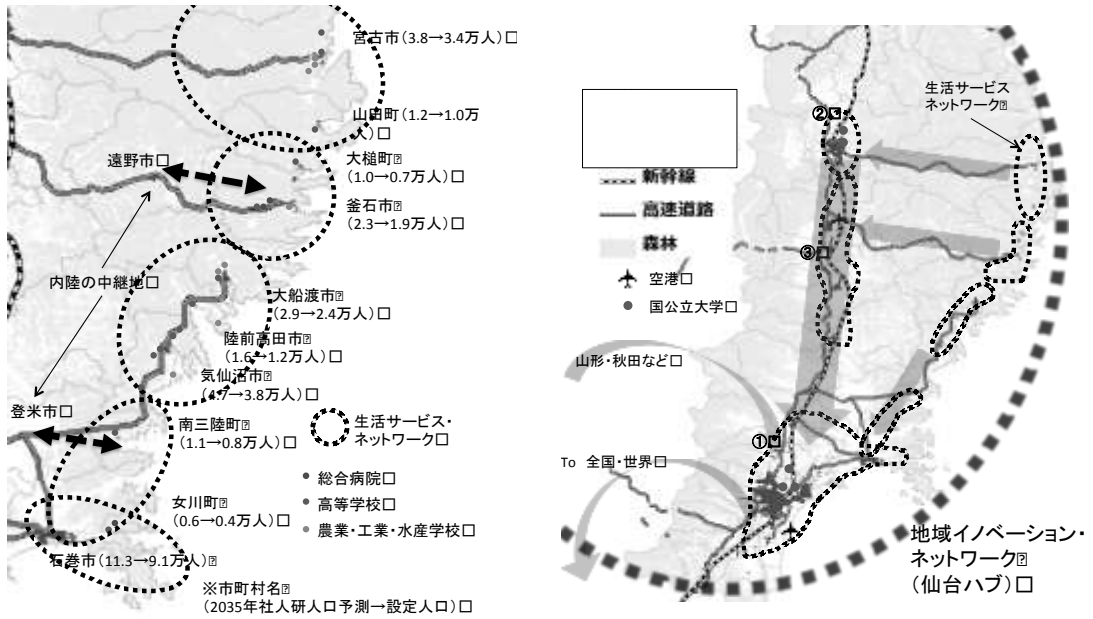 宮古市(3.8→3.4万人)
山田町(1.2→1.0万
人)
遠野市
大槌町
(1.0→0.7万人)
釜石市
(2.3→1.9万人)
内陸の中継地
大船渡市
(2.9→2.4万人)
陸前高田市
(1.6→1.2万人)
気仙沼市
(4.7→3.8万人)
登米市
南三陸町
(1.1→0.8万人)
生活サービス・
ネットワーク
総合病院
高等学校
農業・工業・水産学校
女川町
(0.6→0.4万人)
石巻市(11.3→9.1万人)
※市町村名
(2035年社人研人口予測→設定人口)
生活サービス
ネットワーク
②
新幹線
高速道路
森林
空港
国公立大学
③
山形・秋田など
①
To 全国・世界
地域イノベーション・
ネットワーク
(仙台ハブ)